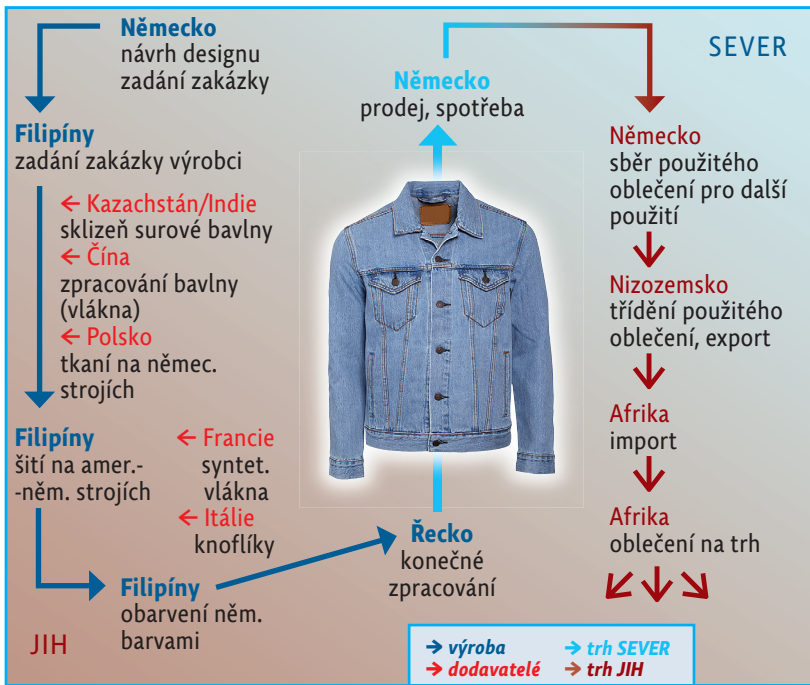 Německo
návrh designu
zadání zakázky
Filipíny
zadání zakázky výrobci
← Kazachstán/Indie
sklizeň surové bavlny
← Čína
zpracování bavlny
(vlákna)
← Polsko
tkaní na němec.
strojích
Filipíny
šití na amer.-
-něm. strojích
← Francie
syntet.
vlákna
← Itálie
knoflíky
Filipíny
obarvení něm.
barvami
JIH
Řecko
konečné
zpracování
Německo
prodej, spotřeba
SEVER
Německo
sběr použitého
oblečení pro další
použití
Nizozemsko
třídění použitého
oblečení, export
Afrika
import
Afrika
oblečení na trh
→ výroba
→ dodavatelé
→ trh SEVER
→ trh JIH